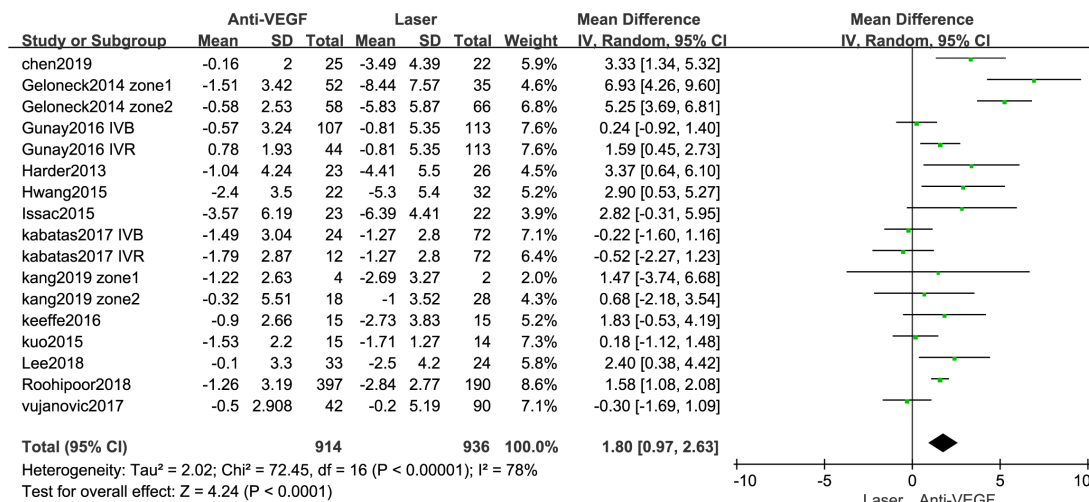 Anti-VEGF Laser Mean Difference Mean Difference
Study or Subgroup Mean SD Total Mean SD Total Weight IV, Random, 95% CI IV, Random, 95% CI
chen2019 -0.16 2 25 -3.49 4.39 22 5.9% 3.33 [1.34, 5.32]
Geloneck2014 zone1 -1.51 3.42 52 -8.44 7.57 35 4.6% 6.93 [4.26, 9.60]
Geloneck2014 zone2 -0.58 2.53 58 -5.83 5.87 66 6.8% 5.25 [3.69, 6.81]
Gunay2016 IVB -0.57 3.24 107 -0.81 5.35 113 7.6% 0.24 [-0.92, 1.40]
Gunay2016 IVR 0.78 1.93 44 -0.81 5.35 113 7.6% 1.59 [0.45, 2.73]
Harder2013 -1.04 4.24 23 -4.41 5.5 26 4.5% 3.37 [0.64, 6.10]
Hwang2015 -2.4 3.5 22 -5.3 5.4 32 5.2% 2.90 [0.53, 5.27]
Issac2015 -3.57 6.19 23 -6.39 4.41 22 3.9% 2.82 [-0.31, 5.95]
kabatas2017 IVB -1.49 3.04 24 -1.27 2.8 72 7.1% -0.22 [-1.60, 1.16]
kabatas2017 IVR -1.79 2.87 12 -1.27 2.8 72 6.4% -0.52 [-2.27, 1.23]
kang2019 zone1 -1.22 2.63 4 -2.69 3.27 2 2.0% 1.47 [-3.74, 6.68]
kang2019 zone2 -0.32 5.51 18 -1 3.52 28 4.3% 0.68 [-2.18, 3.54]
keeffe2016 -0.9 2.66 15 -2.73 3.83 15 5.2% 1.83 [-0.53, 4.19]
kuo2015 -1.53 2.2 15 -1.71 1.27 14 7.3% 0.18 [-1.12, 1.48]
Lee2018 -0.1 3.3 33 -2.5 4.2 24 5.8% 2.40 [0.38, 4.42]
Roohipoor2018 -1.26 3.19 397 -2.84 2.77 190 8.6% 1.58 [1.08, 2.08]
vujanovic2017 -0.5 2.908 42 -0.2 5.19 90 7.1% -0.30 [-1.69, 1.09]
Total (95% CI) 914 936 100.0% 1.80 [0.97, 2.63]
Heterogeneity: Tau² = 2.02; Chi² = 72.45, df = 16 (P < 0.00001); I² = 78%
Test for overall effect: Z = 4.24 (P < 0.0001)
-10 -5 0 5 10
Laser Anti-VEGF